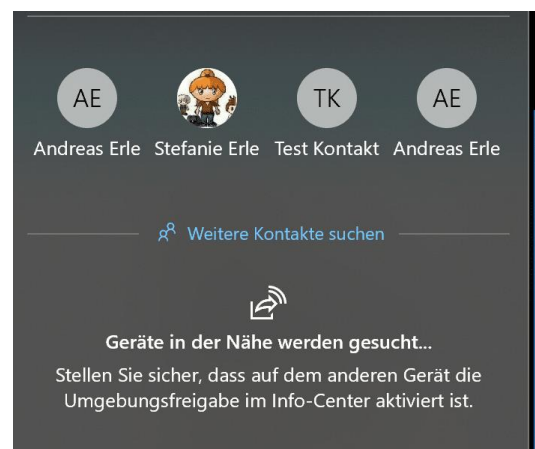 AE TK AE
Andreas Erle Stefanie Erle Test Kontakt Andreas Erle
Weitere Kontakte suchen
Geräte in der Nähe werden gesucht...
Stellen Sie sicher, dass auf dem anderen Gerät die
Umgebungsfreigabe im Info-Center aktiviert ist.